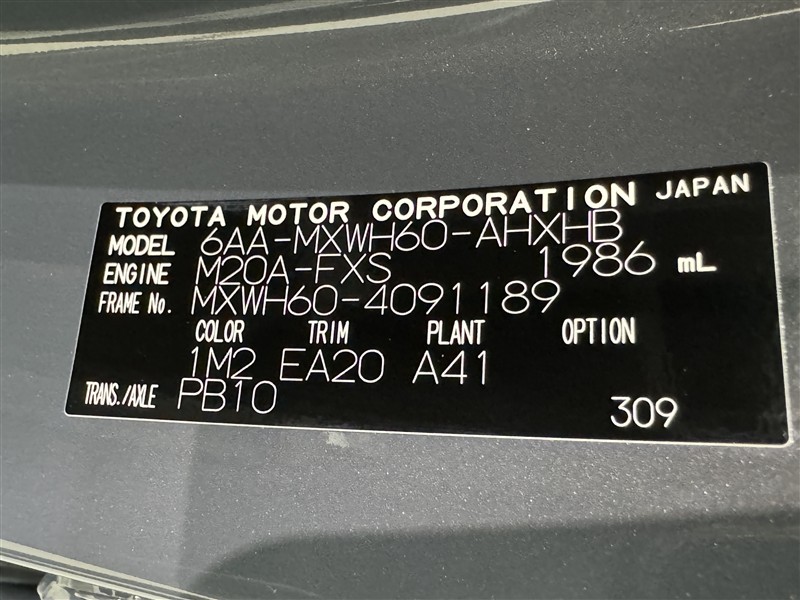 TOYOTA MOTOR CORPORATION JAPAN
MODEL 6AA-MXWH60-AHXHB
ENGINE M20A-FXS 1986 mL
FRAME No. MXWH60-4091189
COLOR TRIM PLANT OPTION
1M2 EA20 A41
TRANS./AXLE PB10
309